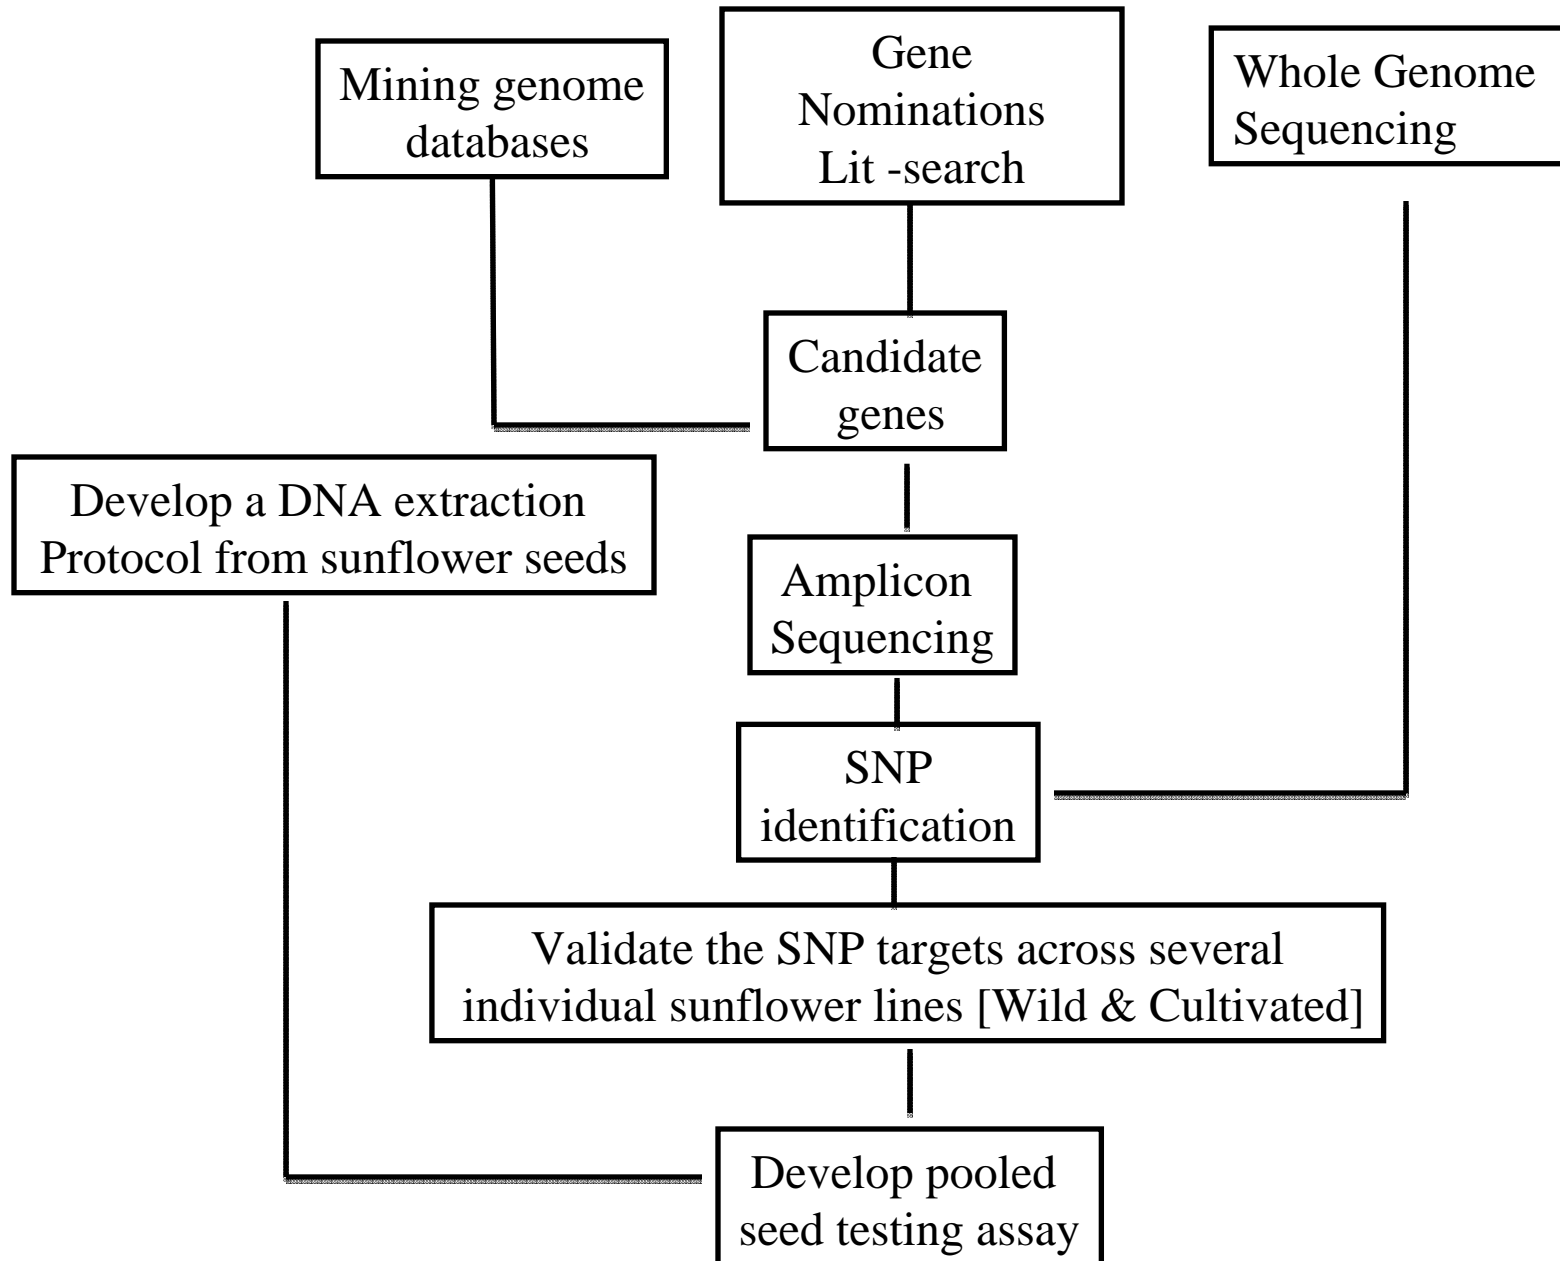 Mining genome
databases
Gene
Nominations
Lit -search
Whole Genome
Sequencing
Candidate
genes
Develop a DNA extraction
Protocol from sunflower seeds
Amplicon
Sequencing
SNP
identification
Validate the SNP targets across several
individual sunflower lines [Wild & Cultivated]
Develop pooled
seed testing assay